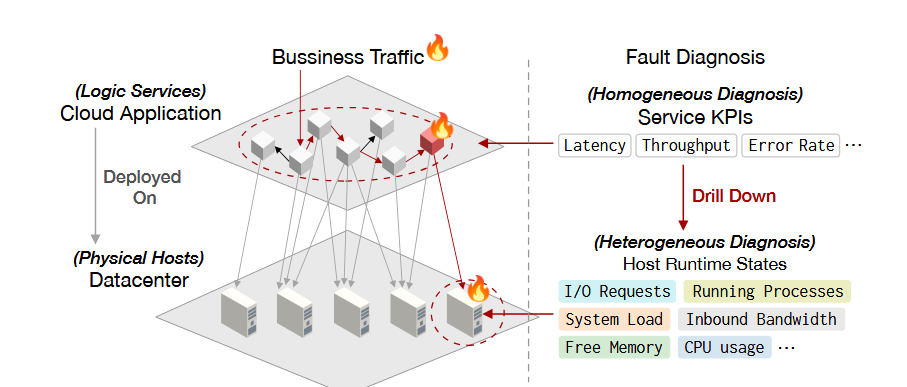 Bussiness Traffic
(Logic Services)
Cloud Application
Deployed
On
(Physical Hosts)
Datacenter
Fault Diagnosis
(Homogeneous Diagnosis)
Service KPIs
Latency Throughput Error Rate ···
Drill Down
(Heterogeneous Diagnosis)
Host Runtime States
I/O Requests Running Processes
System Load Inbound Bandwidth
Free Memory CPU usage ···